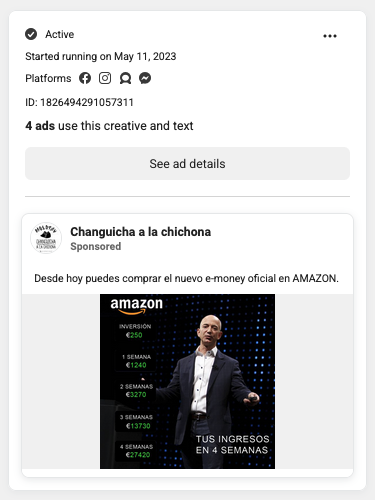 Active
Started running on May 11, 2023
Platforms
ID: 1826494291057311
4 ads use this creative and text
See ad details
Changuicha a la chichona
Sponsored
Desde hoy puedes comprar el nuevo e-money oficial en AMAZON.
amazon
INVERSIÓN
€250
1 SEMANA
€1240
2 SEMANAS
€3270
3 SEMANAS
€13730
4 SEMANAS
€27420
TUS INGRESOS
EN 4 SEMANAS